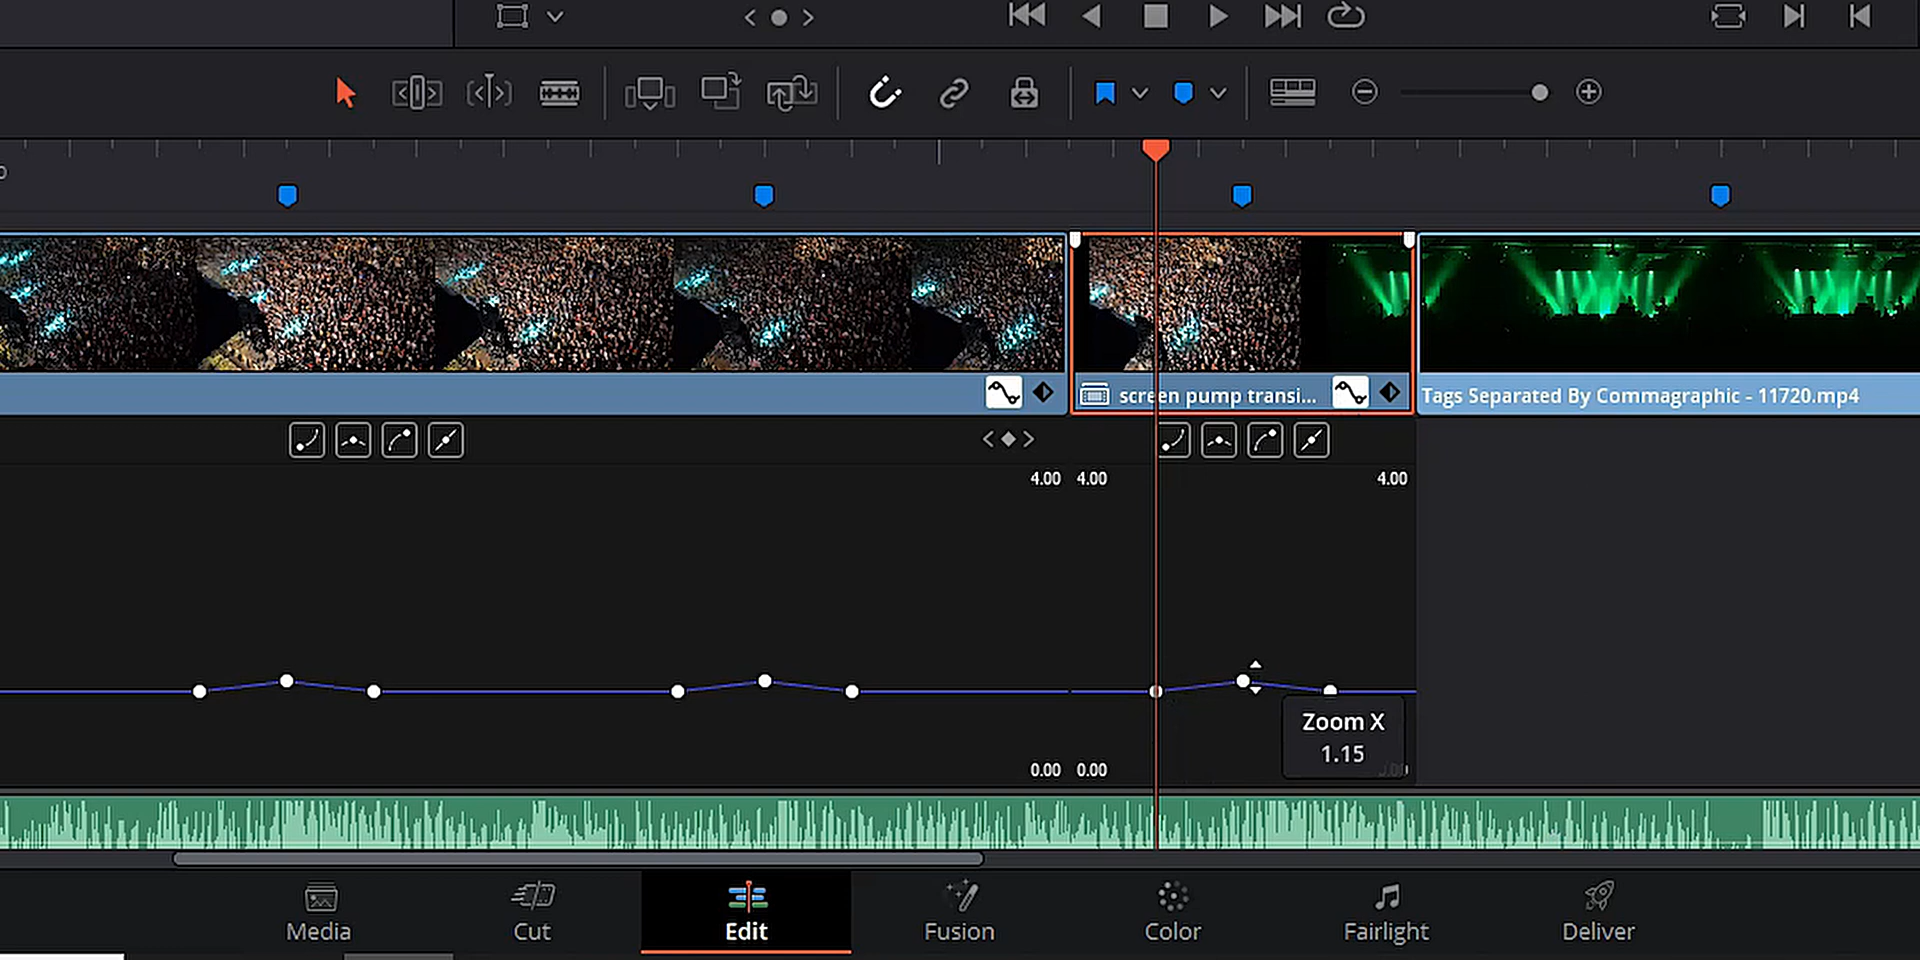 screen pump transi...
Tags Separated By Commagraphic - 11720.mp4
4.00
4.00
4.00
Zoom X
1.15
0.00
0.00
Media
Cut
Edit
Fusion
Color
Fairlight
Deliver